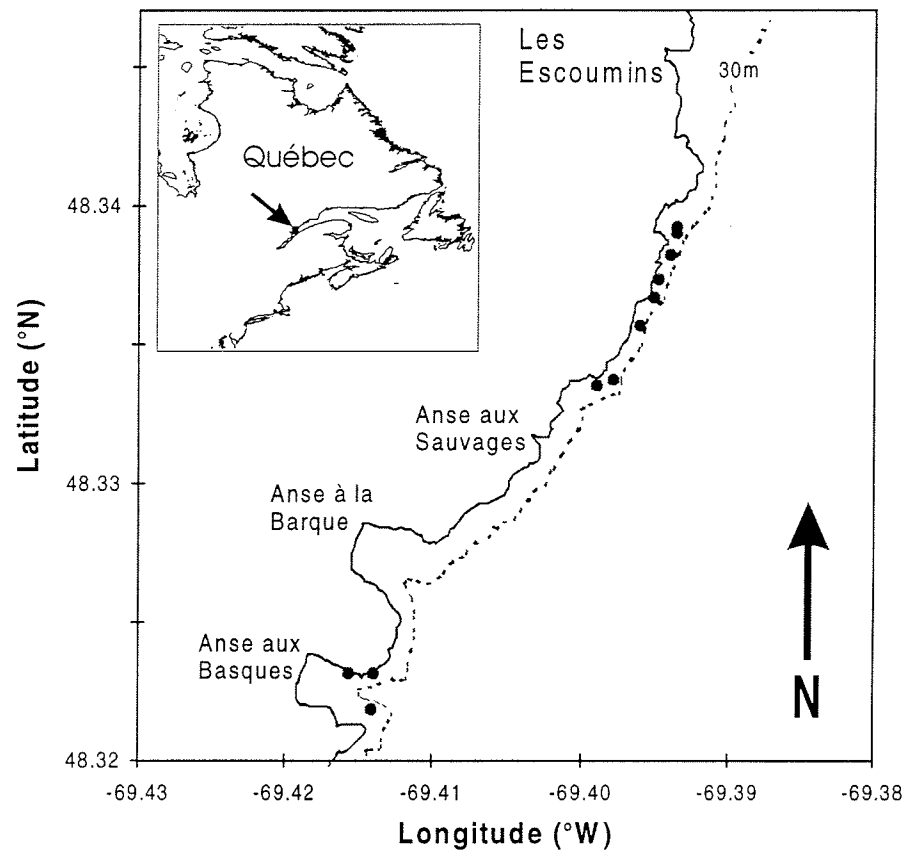 Les
Escoumins
30m
Québec
48.34
Latitude (°N)
Anse aux
Sauvages
48.33
Anse à la
Barque
Anse aux
Basques
N
48.32
-69.43
-69.42
-69.41
-69.40
-69.39
-69.38
Longitude (°W)